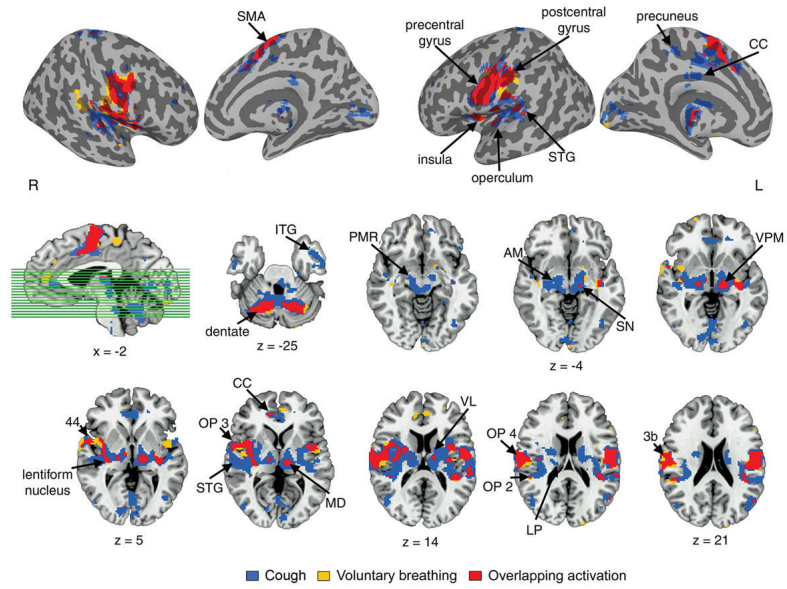 SMA
precentral
gyrus
postcentral
gyrus
precuneus
CC
insula
operculum
STG
R
L
ITG
PMR
AM
VPM
dentate
SN
x = -2
z = -25
z = -4
44
CC
OP 3
VL
OP 4
3b
lentiform
nucleus
STG
MD
OP 2
LP
z = 5
z = 14
z = 21
Cough
Voluntary breathing
Overlapping activation